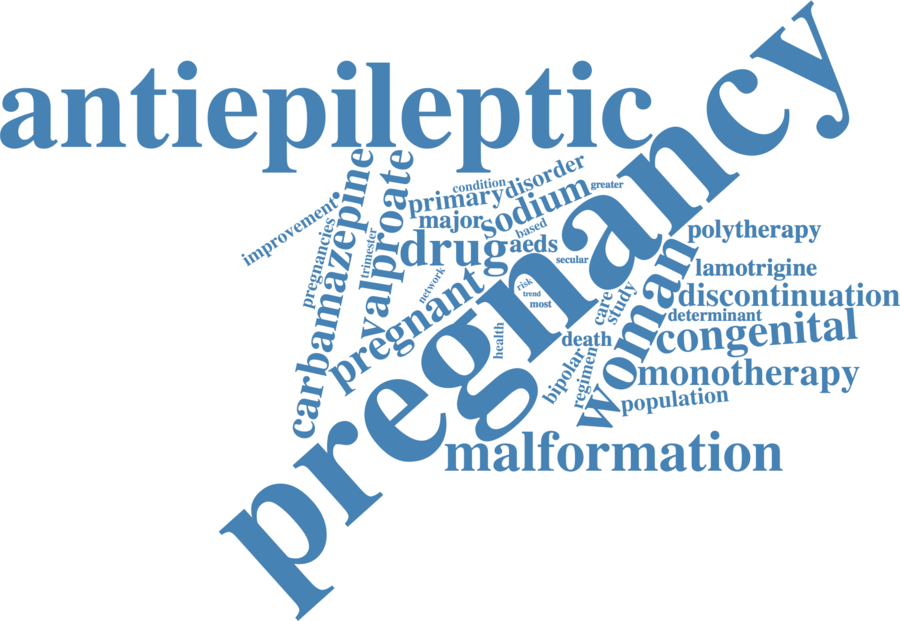 antiepileptic
pregnancy
improvement
pregnancies
carbamazepine
trimester
valproate
condition
primary
disorder
greater
major
sodium
based
drug
aeds
secular
network
pregnant
risk
trend
most
health
care
study
woman
death
bipolar
regimen
polytherapy
lamotrigine
discontinuation
determinant
congenital
monotherapy
population
malformation